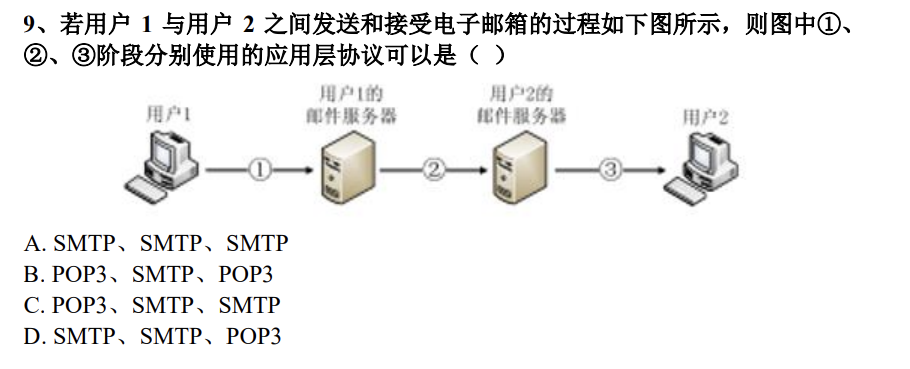 9、若用户 1 与用户 2 之间发送和接受电子邮箱的过程如下图所示，则图中①、
②、③阶段分别使用的应用层协议可以是（ ）
用户1
用户1的
邮件服务器
用户2的
邮件服务器
用户2
①
②
③
A. SMTP、SMTP、SMTP
B. POP3、SMTP、POP3
C. POP3、SMTP、SMTP
D. SMTP、SMTP、POP3